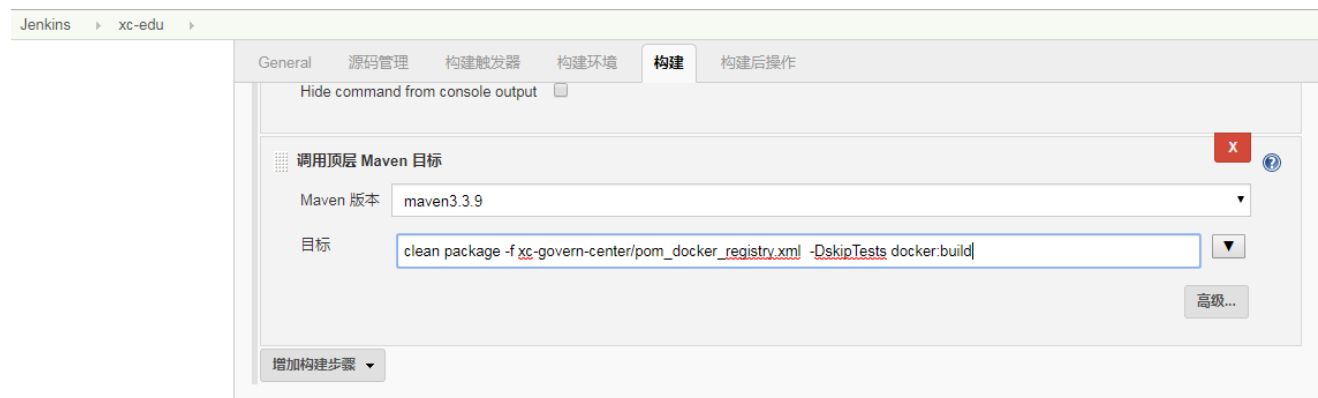 Jenkins xc-edu
General 源码管理 构建触发器 构建环境 构建 构建后操作
Hide command from console output
X
调用顶层 Maven 目标
Maven 版本 maven3.3.9
目标 clean package -f xc-govern-center/pom_docker_registry.xml -DskipTests docker:build
高级...
增加构建步骤